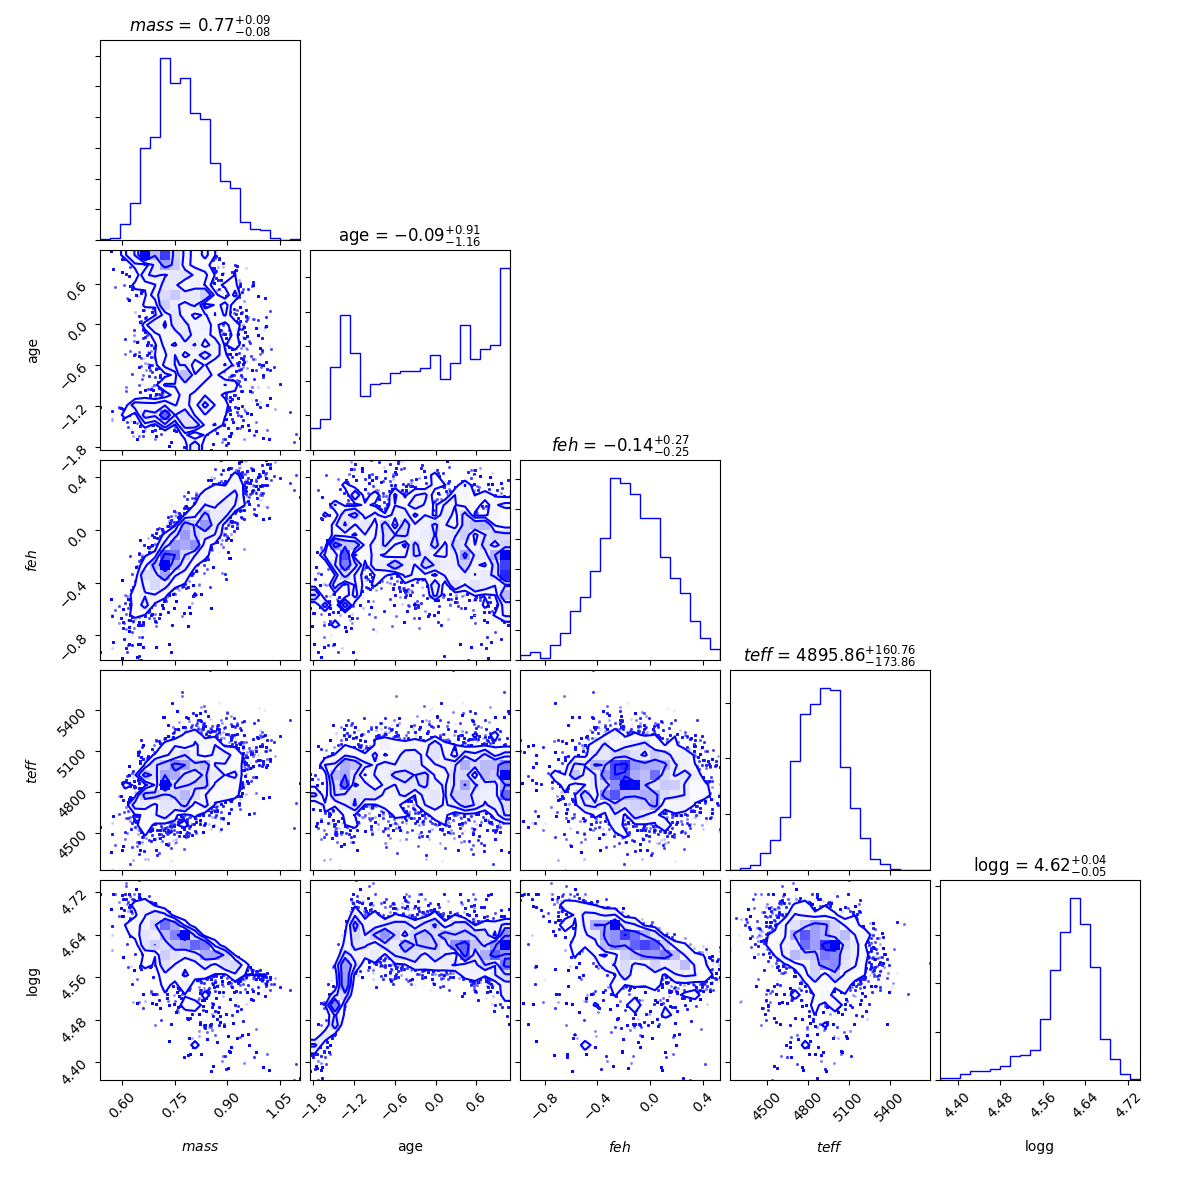 mass = 0.77+0.09−0.08
age = −0.09+0.91−1.16
age
0.6
0.0
−0.6
−1.2
−1.8
feh = −0.14+0.27−0.25
feh
0.4
0.0
−0.4
−0.8
teff = 4895.86+160.76−173.86
teff
5400
5100
4800
4500
logg = 4.62+0.04−0.05
logg
4.72
4.64
4.56
4.48
4.40
0.60 0.75 0.90 1.05 −1.8 −1.2 −0.6 0.0 0.6 −0.8 −0.4 0.0 0.4 4500 4800 5100 5400 4.40 4.48 4.56 4.64 4.72
mass age feh teff logg